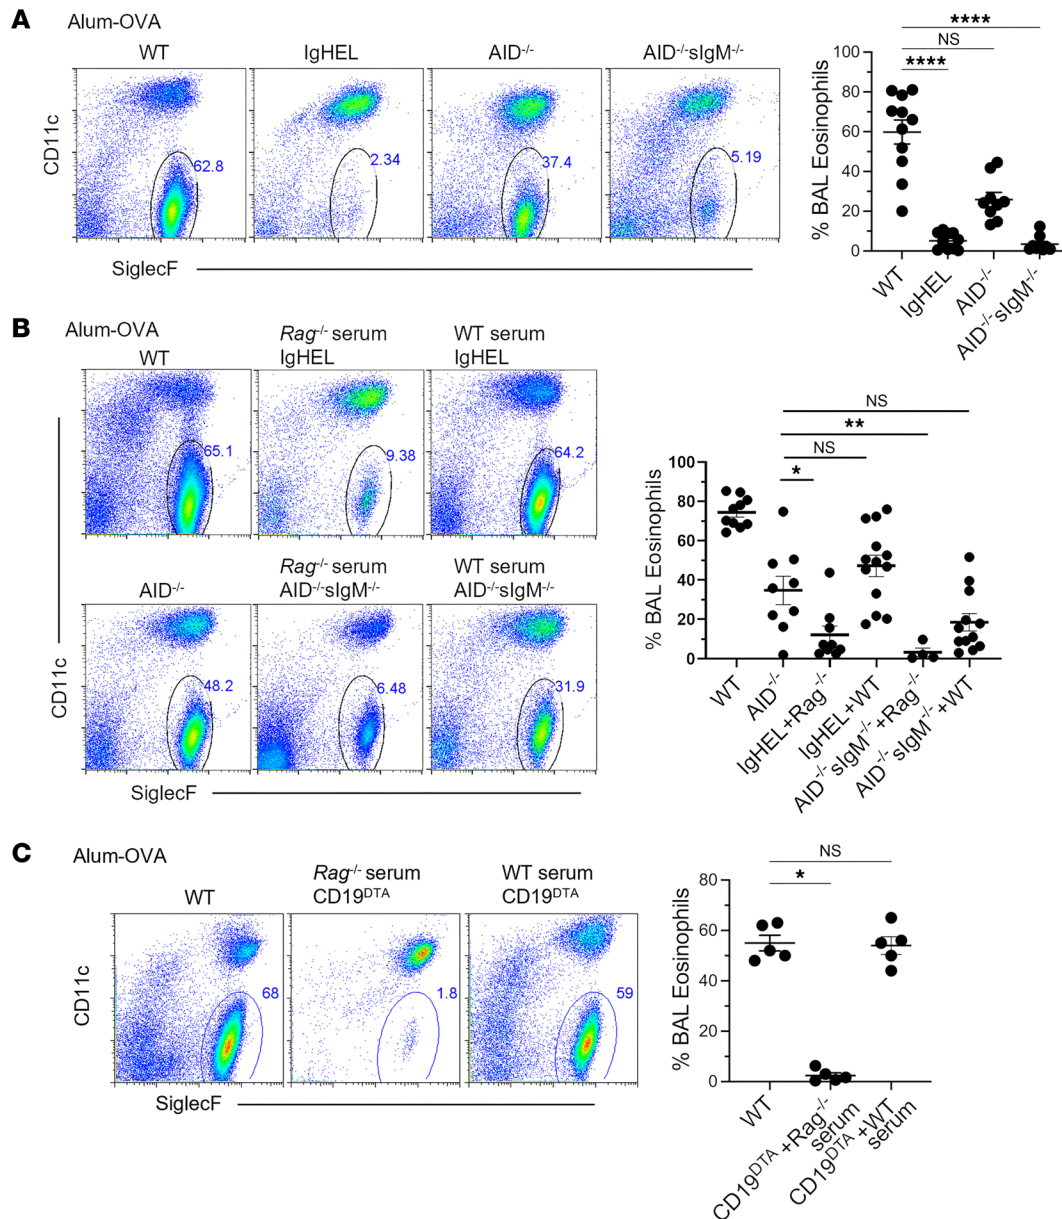 A
Alum-OVA
WT
IgHEL
AID-/-
AID-/-sIgM-/-
CD11c
62.8
2.34
37.4
5.19
SiglecF
****
NS
****
% BAL Eosinophils
100
80
60
40
20
0
WT
IgHEL
AID-/-
AID-/-sIgM-/-
B
Alum-OVA
WT
Rag-/- serum
IgHEL
WT serum
IgHEL
65.1
9.38
64.2
AID-/-
Rag-/- serum
AID-/-sIgM-/-
WT serum
AID-/-sIgM-/-
48.2
6.48
31.9
CD11c
SiglecF
NS
**
NS
*
% BAL Eosinophils
100
80
60
40
20
0
WT
AID-/-
IgHEL+Rag-/-
IgHEL+WT
AID-/-sIgM-/-+Rag-/-
AID-/-sIgM-/-+WT
C
Alum-OVA
WT
Rag-/- serum
CD19DTA
WT serum
CD19DTA
CD11c
68
1.8
59
SiglecF
NS
*
% BAL Eosinophils
80
60
40
20
0
WT
CD19DTA +Rag-/-
serum
CD19DTA +WT
serum